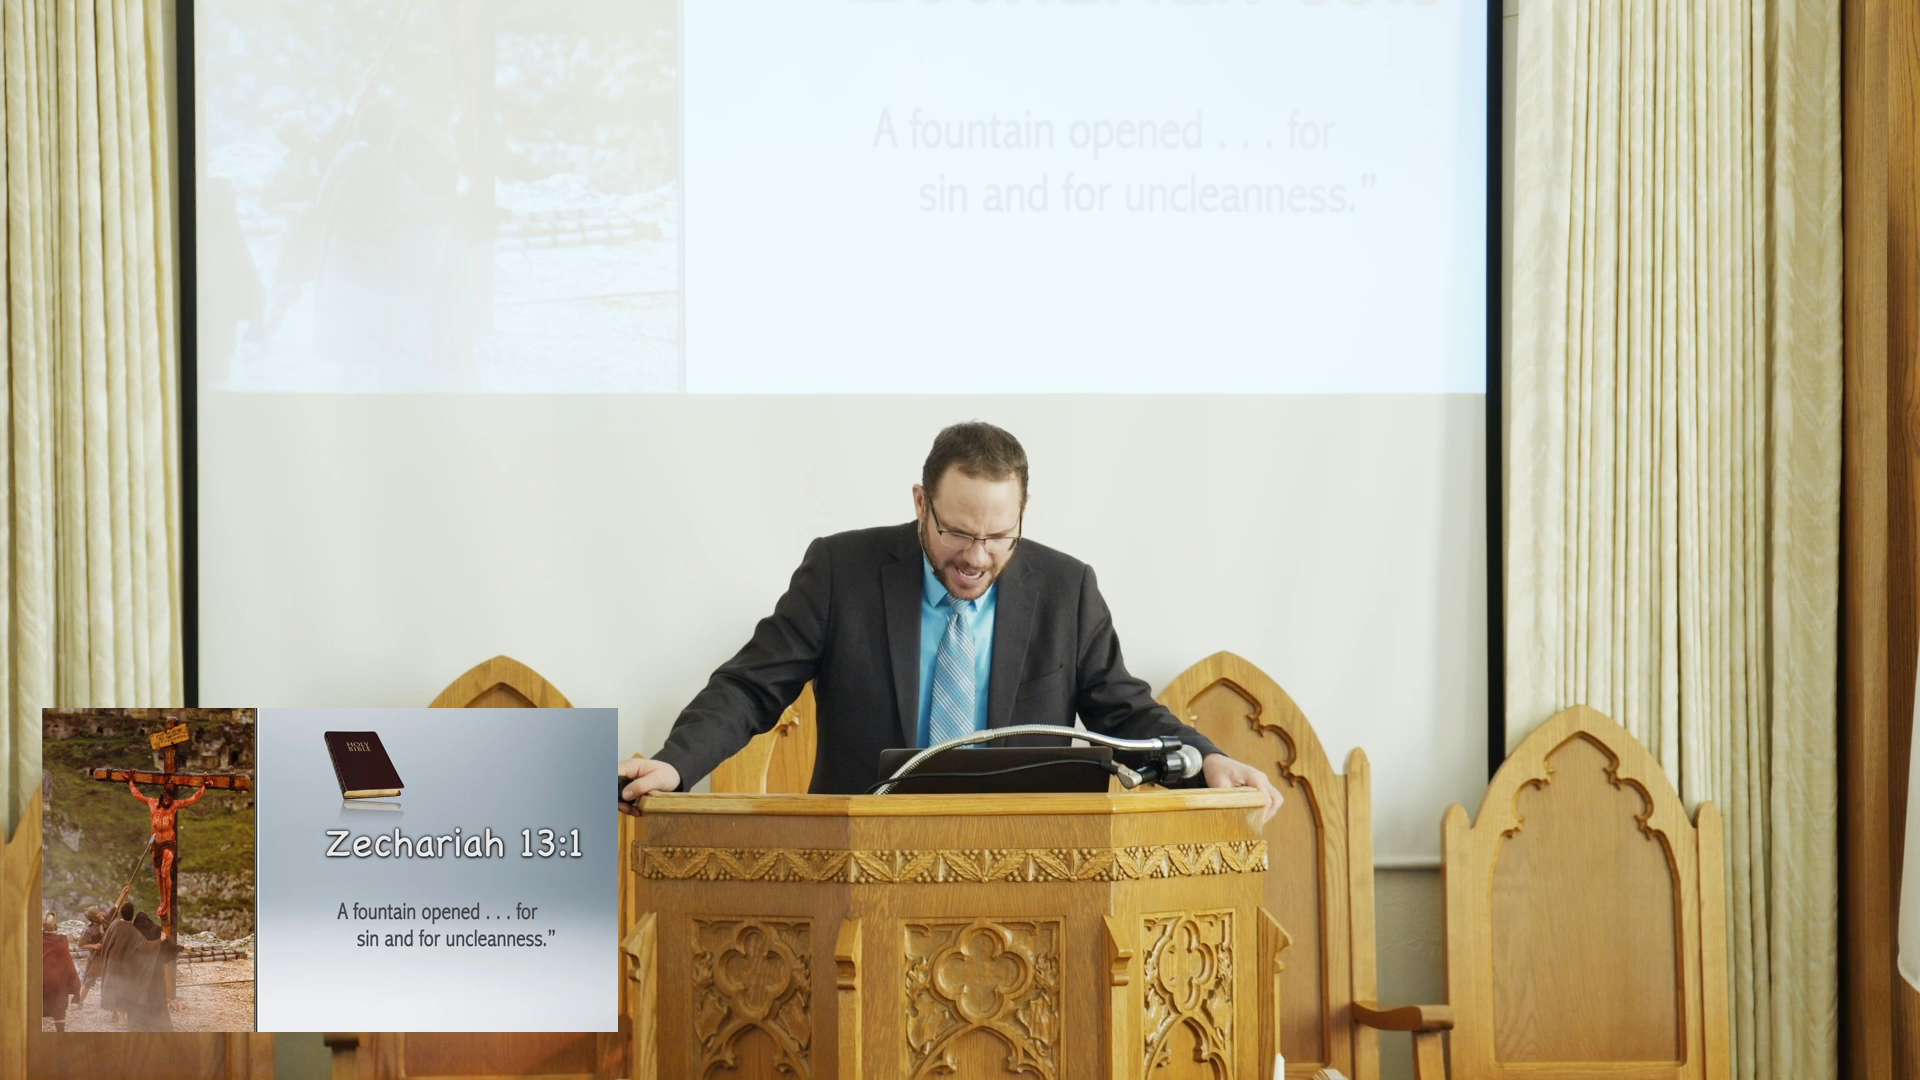 A fountain opened . . . for
sin and for uncleanness.”
HOLY
BIBLE
Zechariah 13:1
A fountain opened . . . for
sin and for uncleanness.”